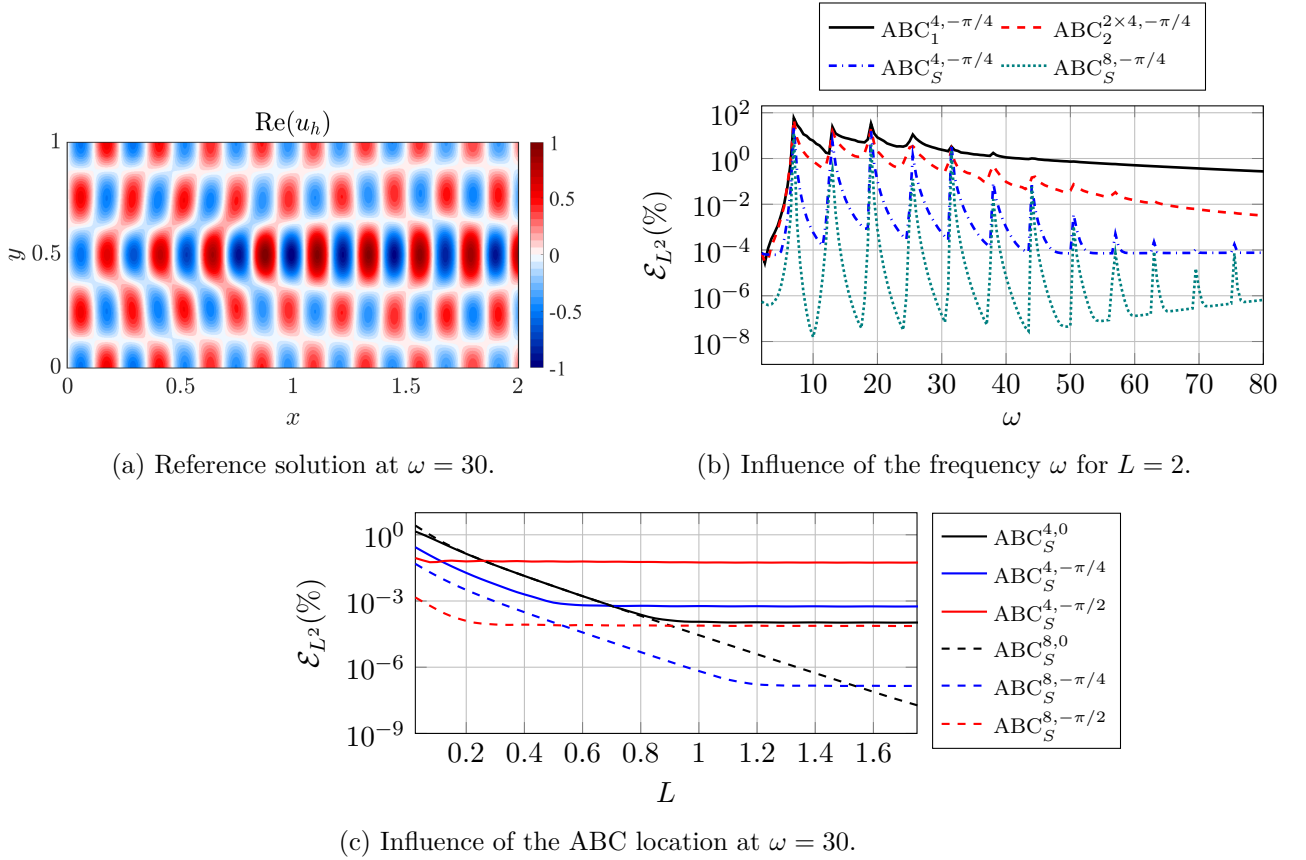 Re(u_h)
1
0.5
0
y
1
0.5
0
-0.5
-1
0 0.5 1 1.5 2
x
(a) Reference solution at ω = 30.
ABC_1^{4,−π/4} ABC_2^{2×4,−π/4}
ABC_S^{4,−π/4} ABC_S^{8,−π/4}
10^2
10^0
10^{−2}
10^{−4}
10^{−6}
10^{−8}
ℰ_{L^2}(%)
10 20 30 40 50 60 70 80
ω
(b) Influence of the frequency ω for L = 2.
10^0
10^{−3}
10^{−6}
10^{−9}
ℰ_{L^2}(%)
0.2 0.4 0.6 0.8 1 1.2 1.4 1.6
L
ABC_S^{4,0}
ABC_S^{4,−π/4}
ABC_S^{4,−π/2}
ABC_S^{8,0}
ABC_S^{8,−π/4}
ABC_S^{8,−π/2}
(c) Influence of the ABC location at ω = 30.